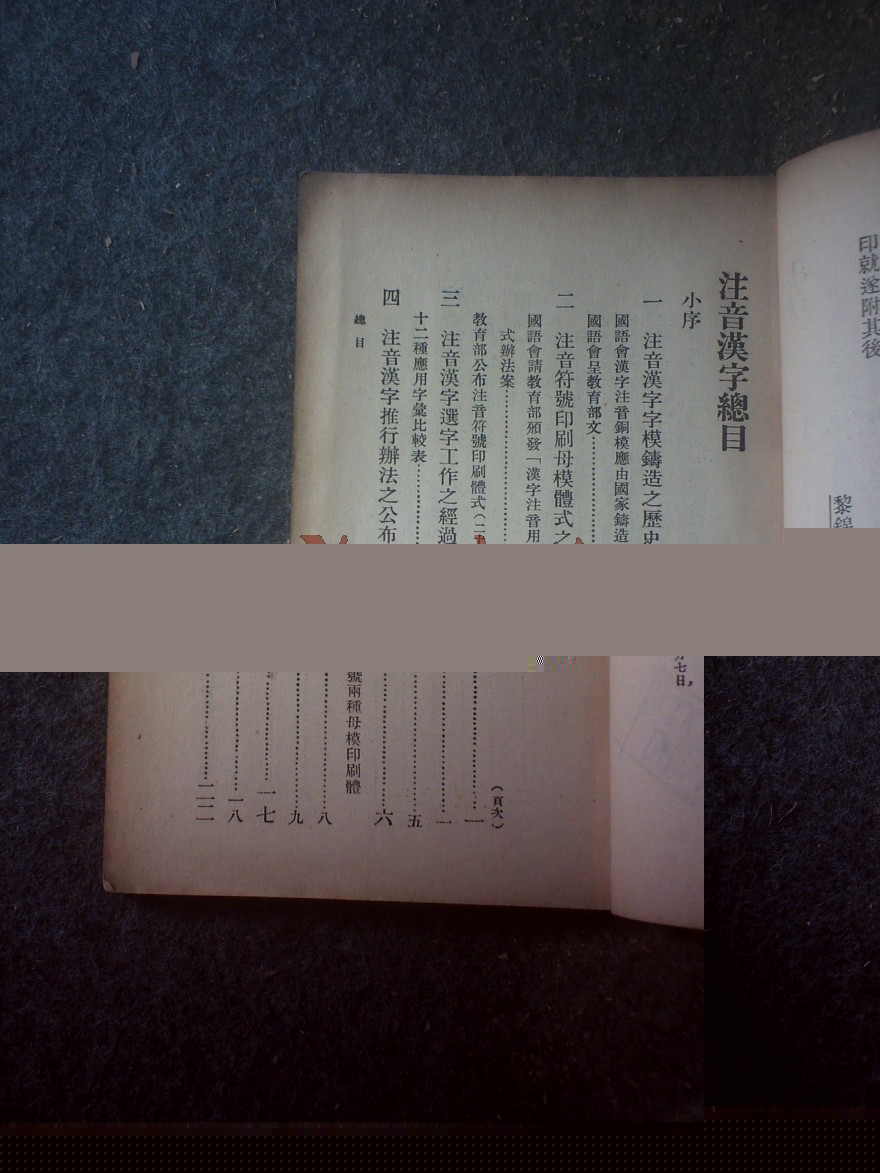 印就遂附其後
黎錦
七日,
注音漢字總目
小序
(頁次)
一 注音漢字字模鑄造之歷史
一
國語會漢字注音銅模應由國家鑄造
一
國語會呈教育部文
五
二 注音符號印刷母模體式之
六
國語會請教育部頒發「漢字注音用
號兩種母模印刷體
式辦法案
八
教育部公布注音符號印刷體式(二
九
三 注音漢字選字工作之經過
一七
十二種應用字彙比較表
一八
四 注音漢字推行辦法之公布
二二
總目